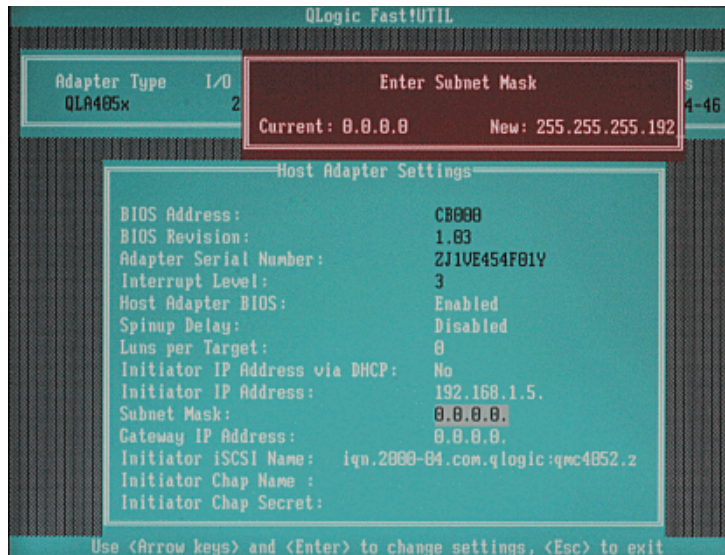 QLogic Fast!UTIL
Adapter Type I/O
QLA405x 2
s
4-46
Enter Subnet Mask
Current: 0.0.0.0 New: 255.255.255.192_
Host Adapter Settings
BIOS Address: CB000
BIOS Revision: 1.03
Adapter Serial Number: ZJ1VE454F01Y
Interrupt Level: 3
Host Adapter BIOS: Enabled
Spinup Delay: Disabled
Luns per Target: 0
Initiator IP Address via DHCP: No
Initiator IP Address: 192.168.1.5.
Subnet Mask: 0.0.0.0.
Gateway IP Address: 0.0.0.0.
Initiator iSCSI Name: iqn.2000-04.com.qlogic:qmc4052.z
Initiator Chap Name :
Initiator Chap Secret:
Use <Arrow keys> and <Enter> to change settings, <Esc> to exit